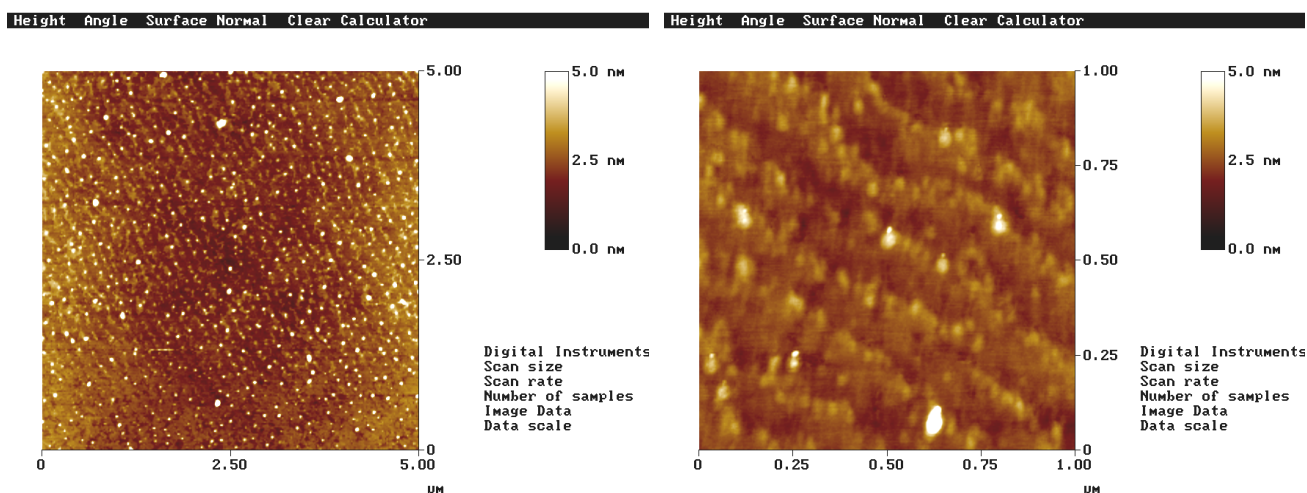 Height Angle Surface Normal Clear Calculator
5.00
5.0 nM
2.5 nM
0.0 nM
2.50
Digital Instruments
Scan size
Scan rate
Number of samples
Image Data
Data scale
0
0 2.50 5.00
UM
Height Angle Surface Normal Clear Calculator
1.00
5.0 nM
0.75
2.5 nM
0.0 nM
0.50
0.25
Digital Instruments
Scan size
Scan rate
Number of samples
Image Data
Data scale
0
0 0.25 0.50 0.75 1.00
UM